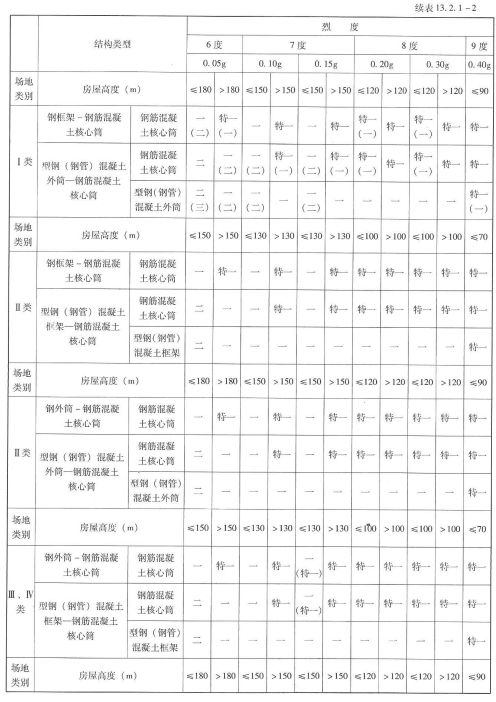 续表13.2.1-2
结构类型 烈 度
6度 7度 8度 9度
0.05g 0.10g 0.15g 0.20g 0.30g 0.40g
场地类别 房屋高度(m) ≤180 >180 ≤150 >150 ≤150 >150 ≤120 >120 ≤120 >120 ≤90
Ⅰ类 钢框架-钢筋混凝土核心筒 钢筋混凝土核心筒 一(二) 特一(一) 一 特一 一 特一 特一(一) 特一 特一(一) 特一 特一
型钢(钢管)混凝土外筒—钢筋混凝土核心筒 钢筋混凝土核心筒 二 一(二) 一(二) 特一(一) 一(二) 特一(一) 特一(一) 特一 特一(一) 特一 特一
型钢(钢管)混凝土外筒 二(三) 一(二) 一(二) 一 一(二) 一 一 一 一 一 特一(一)
场地类别 房屋高度(m) ≤150 >150 ≤130 >130 ≤130 >130 ≤100 >100 ≤100 >100 ≤70
Ⅱ类 钢框架-钢筋混凝土核心筒 钢筋混凝土核心筒 一 特一 一 特一 一 特一 特一 特一 特一 特一 特一
型钢(钢管)混凝土框架—钢筋混凝土核心筒 钢筋混凝土核心筒 二 一 一 特一 一 特一 特一 特一 特一 特一 特一
型钢(钢管)混凝土框架 二 一 一 一 一 一 一 一 一 一 特一
场地类别 房屋高度(m) ≤180 >180 ≤150 >150 ≤150 >150 ≤120 >120 ≤120 >120 ≤90
Ⅱ类 钢外筒-钢筋混凝土核心筒 钢筋混凝土核心筒 一 特一 一 特一 一 特一 特一 特一 特一 特一 特一
型钢(钢管)混凝土外筒—钢筋混凝土核心筒 钢筋混凝土核心筒 二 一 一 特一 一 特一 特一 特一 特一 特一 特一
型钢(钢管)混凝土外筒 二 一 一 一 一 一 一 一 一 一 特一
场地类别 房屋高度(m) ≤150 >150 ≤130 >130 ≤130 >130 ≤100 >100 ≤100 >100 ≤70
Ⅲ、Ⅳ类 钢外筒-钢筋混凝土核心筒 钢筋混凝土核心筒 一 特一 一 特一 一(特一) 特一 特一 特一 特一 特一 特一
型钢(钢管)混凝土框架—钢筋混凝土核心筒 钢筋混凝土核心筒 二 一 一 特一 一(特一) 特一 特一 特一 特一 特一 特一
型钢(钢管)混凝土框架 二 一 一 一 一 一 一 一 一 一 特一
场地类别 房屋高度(m) ≤180 >180 ≤150 >150 ≤150 >150 ≤120 >120 ≤120 >120 ≤90